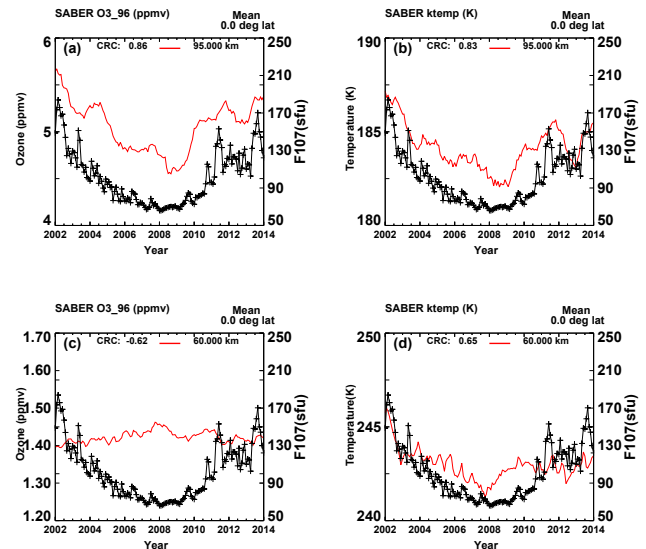 SABER O3_96 (ppmv)
Mean
0.0 deg lat
(a)
CRC: 0.86
95.000 km
6
5
4
Ozone (ppmv)
250
210
170
130
90
50
F107(sfu)
2002 2004 2006 2008 2010 2012 2014
Year
SABER ktemp (K)
Mean
0.0 deg lat
(b)
CRC: 0.83
95.000 km
190
185
180
Temperature (K)
250
210
170
130
90
50
F107(sfu)
2002 2004 2006 2008 2010 2012 2014
Year
SABER O3_96 (ppmv)
Mean
0.0 deg lat
(c)
CRC: -0.62
60.000 km
1.70
1.60
1.50
1.40
1.30
1.20
Ozone (ppmv)
250
210
170
130
90
50
F107(sfu)
2002 2004 2006 2008 2010 2012 2014
Year
SABER ktemp (K)
Mean
0.0 deg lat
(d)
CRC: 0.65
60.000 km
250
245
240
Temperature(K)
250
210
170
130
90
50
F107(sfu)
2002 2004 2006 2008 2010 2012 2014
Year